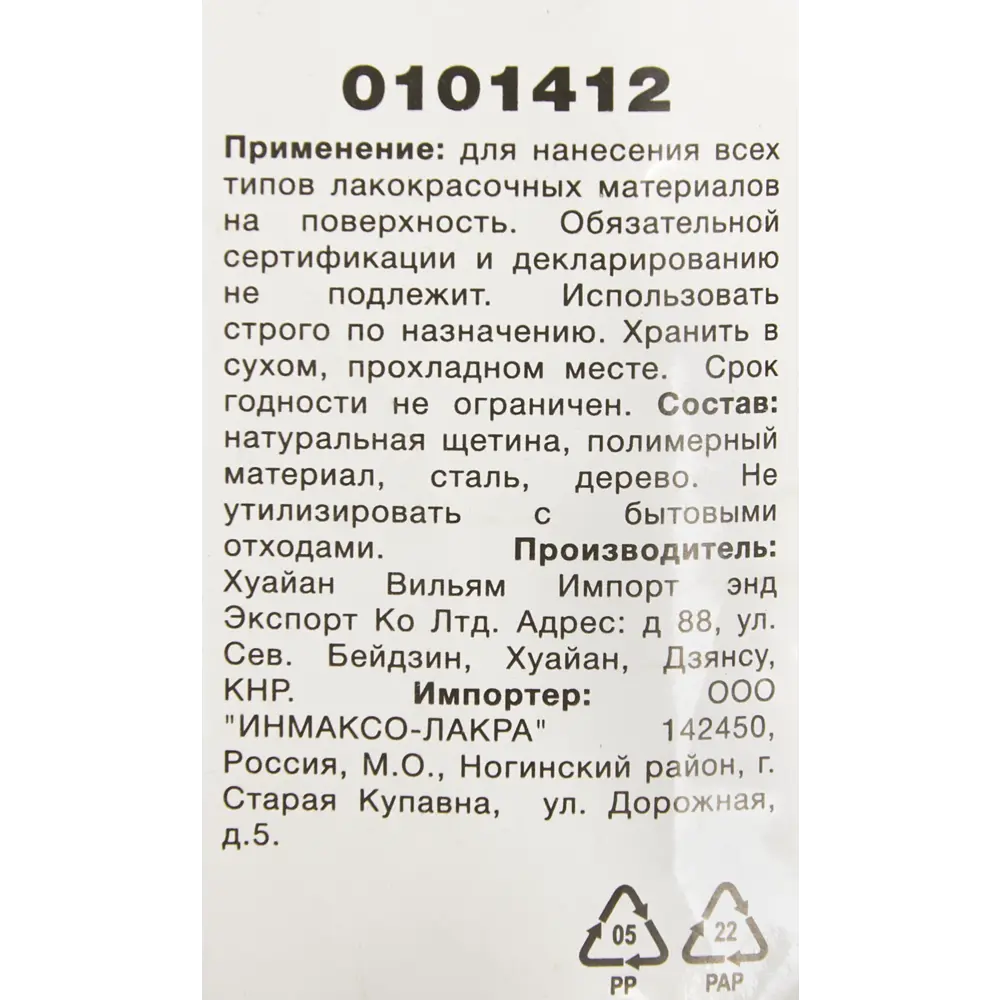 0101412
Применение: для нанесения всех
типов лакокрасочных материалов
на поверхность. Обязательной
сертификации и декларированию
не подлежит. Использовать
строго по назначению. Хранить в
сухом, прохладном месте. Срок
годности не ограничен. Состав:
натуральная щетина, полимерный
материал, сталь, дерево. Не
утилизировать с бытовыми
отходами. Производитель:
Хуайан Вильям Импорт энд
Экспорт Ко Лтд. Адрес: д 88, ул.
Сев. Бейдзин, Хуайан, Дзянсу,
КНР. Импортер: ООО
"ИНМАКСО-ЛАКРА" 142450,
Россия, М.О., Ногинский район, г.
Старая Купавна, ул. Дорожная,
д.5.
05 22
PP PAP